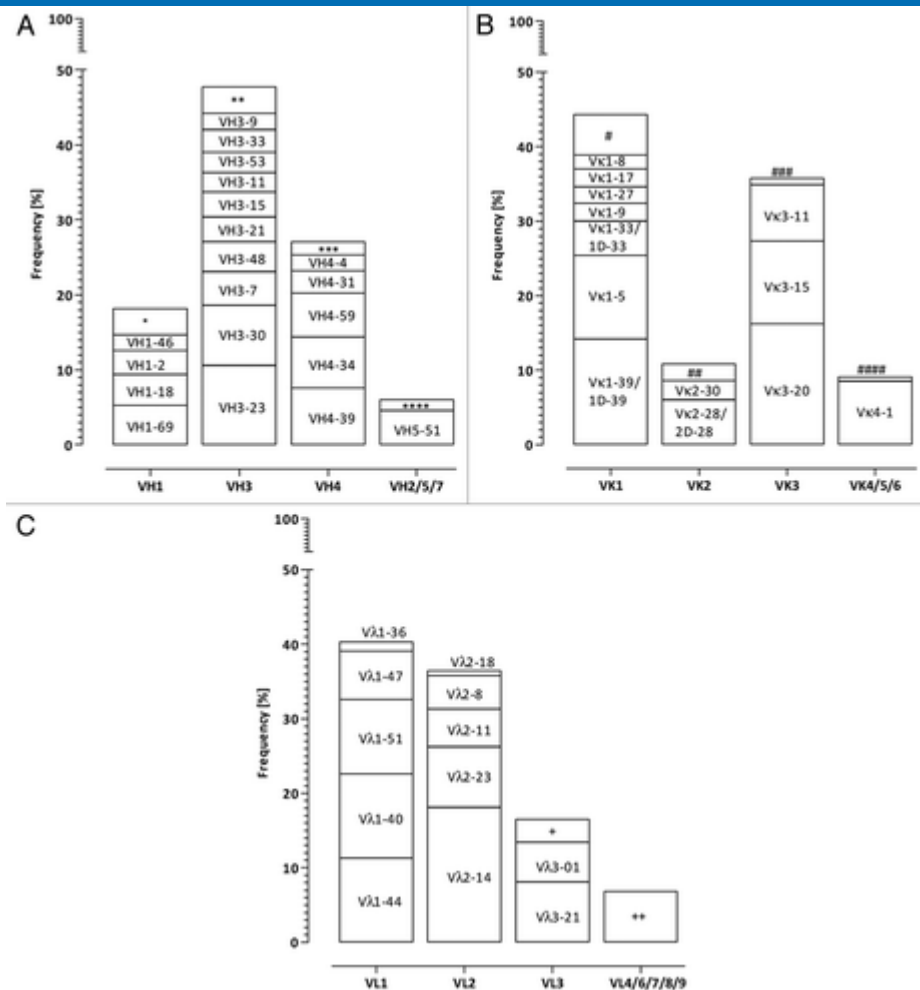 A
Frequency [%]
100
50
40
30
20
10
0
*
VH1-46
VH1-2
VH1-18
VH1-69
**
VH3-9
VH3-33
VH3-53
VH3-11
VH3-15
VH3-21
VH3-48
VH3-7
VH3-30
VH3-23
***
VH4-4
VH4-31
VH4-59
VH4-34
VH4-39
****
VH5-51
VH1 VH3 VH4 VH2/5/7
B
Frequency [%]
100
50
40
30
20
10
0
#
Vκ1-8
Vκ1-17
Vκ1-27
Vκ1-9
Vκ1-33/
1D-33
Vκ1-5
Vκ1-39/
1D-39
##
Vκ2-30
Vκ2-28/
2D-28
###
Vκ3-11
Vκ3-15
Vκ3-20
####
Vκ4-1
VK1 VK2 VK3 VK4/5/6
C
Frequency [%]
100
50
40
30
20
10
0
Vλ1-36
Vλ1-47
Vλ1-51
Vλ1-40
Vλ1-44
Vλ2-18
Vλ2-8
Vλ2-11
Vλ2-23
Vλ2-14
+
Vλ3-01
Vλ3-21
++
VL1 VL2 VL3 VL4/6/7/8/9